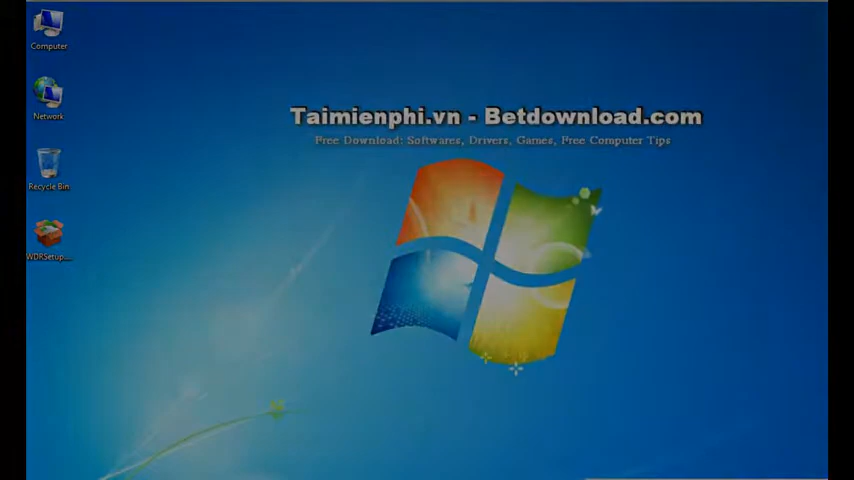 Computer
Taimienphi.vn - Betdownload.com
Free Download: Softwares, Drivers, Games, Free Computer Tips
Network
Recycle Bin
WDRSetup....